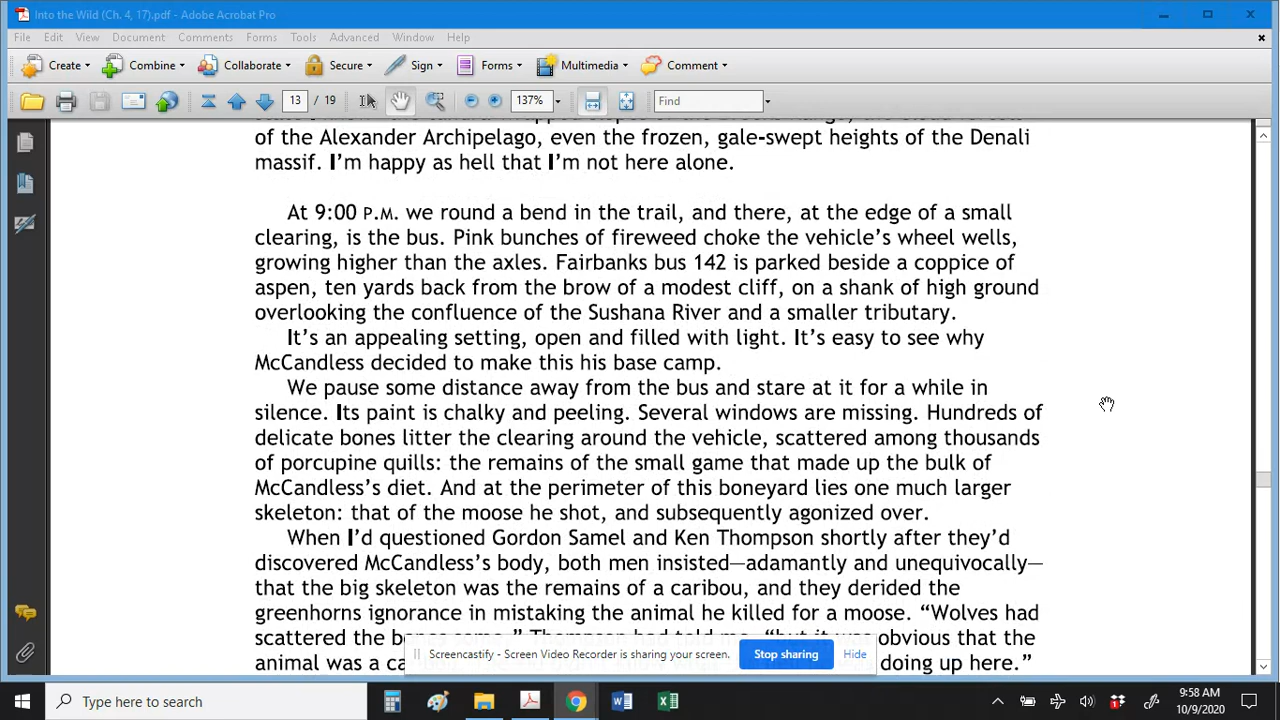 Into the Wild (Ch. 4, 17).pdf - Adobe Acrobat Pro
File Edit View Document Comments Forms Tools Advanced Window Help
Create Combine Collaborate Secure Sign Forms Multimedia Comment
13 / 19 137% Find
of the Alexander Archipelago, even the frozen, gale-swept heights of the Denali
massif. I'm happy as hell that I'm not here alone.
At 9:00 P.M. we round a bend in the trail, and there, at the edge of a small
clearing, is the bus. Pink bunches of fireweed choke the vehicle's wheel wells,
growing higher than the axles. Fairbanks bus 142 is parked beside a coppice of
aspen, ten yards back from the brow of a modest cliff, on a shank of high ground
overlooking the confluence of the Sushana River and a smaller tributary.
It's an appealing setting, open and filled with light. It's easy to see why
McCandless decided to make this his base camp.
We pause some distance away from the bus and stare at it for a while in
silence. Its paint is chalky and peeling. Several windows are missing. Hundreds of
delicate bones litter the clearing around the vehicle, scattered among thousands
of porcupine quills: the remains of the small game that made up the bulk of
McCandless's diet. And at the perimeter of this boneyard lies one much larger
skeleton: that of the moose he shot, and subsequently agonized over.
When I'd questioned Gordon Samel and Ken Thompson shortly after they'd
discovered McCandless's body, both men insisted—adamantly and unequivocally—
that the big skeleton was the remains of a caribou, and they derided the
greenhorns ignorance in mistaking the animal he killed for a moose. "Wolves had
scattered the obvious that the
animal was a doing up here."
Screencastify - Screen Video Recorder is sharing your screen. Stop sharing Hide
Type here to search
9:58 AM
10/9/2020